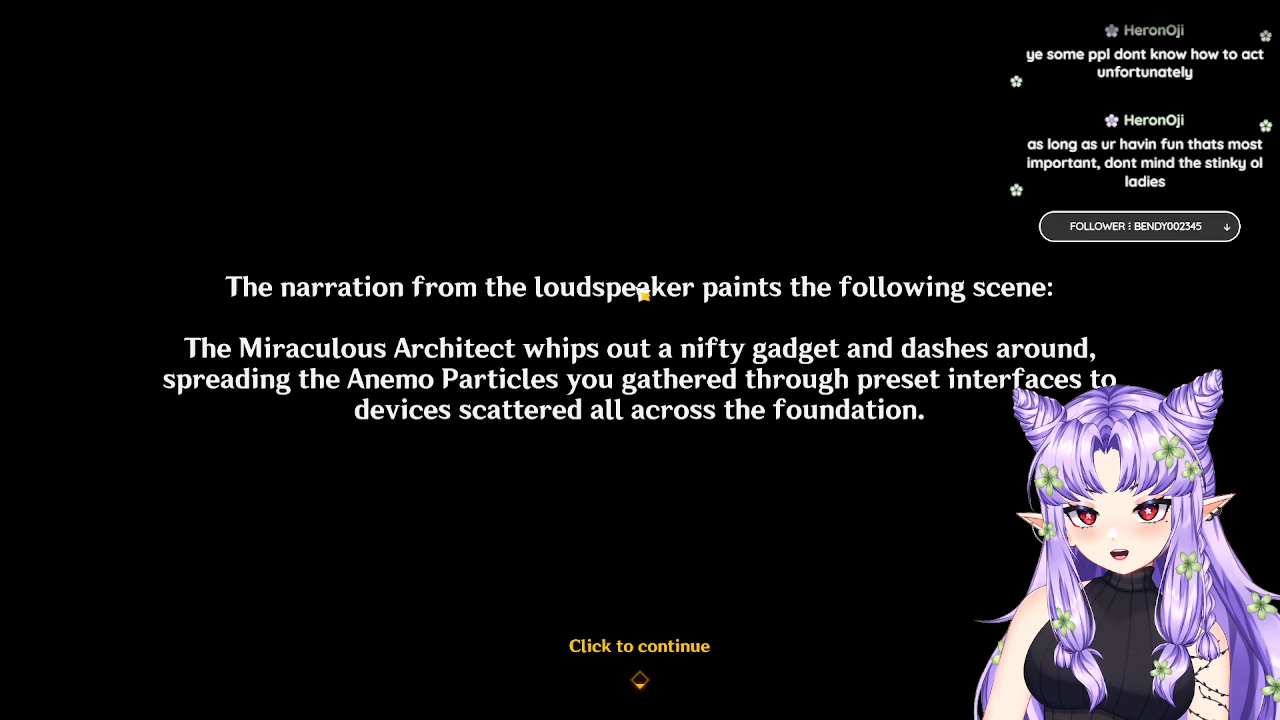 HeronOji
ye some ppl dont know how to act
unfortunately
HeronOji
as long as ur havin fun thats most
important, dont mind the stinky ol
ladies
FOLLOWER : BENDY002345
The narration from the loudspeaker paints the following scene:
The Miraculous Architect whips out a nifty gadget and dashes around,
spreading the Anemo Particles you gathered through preset interfaces to
devices scattered all across the foundation.
Click to continue